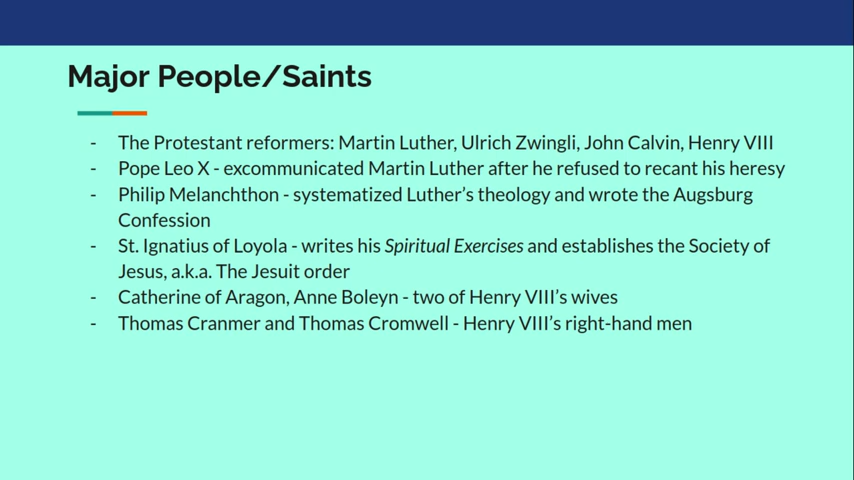 Major People/Saints
- The Protestant reformers: Martin Luther, Ulrich Zwingli, John Calvin, Henry VIII
- Pope Leo X - excommunicated Martin Luther after he refused to recant his heresy
- Philip Melanchthon - systematized Luther’s theology and wrote the Augsburg
Confession
- St. Ignatius of Loyola - writes his Spiritual Exercises and establishes the Society of
Jesus, a.k.a. The Jesuit order
- Catherine of Aragon, Anne Boleyn - two of Henry VIII’s wives
- Thomas Cranmer and Thomas Cromwell - Henry VIII’s right-hand men